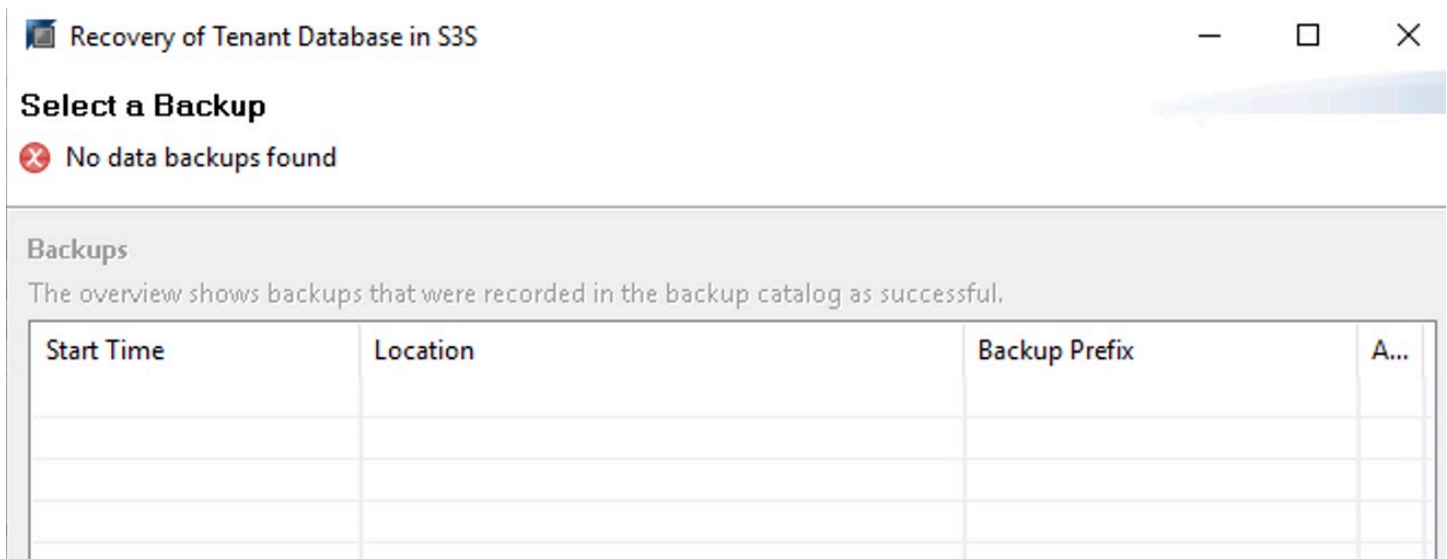 Recovery of Tenant Database in S3S
Select a Backup
No data backups found
Backups
The overview shows backups that were recorded in the backup catalog as successful.
Start Time Location Backup Prefix A...